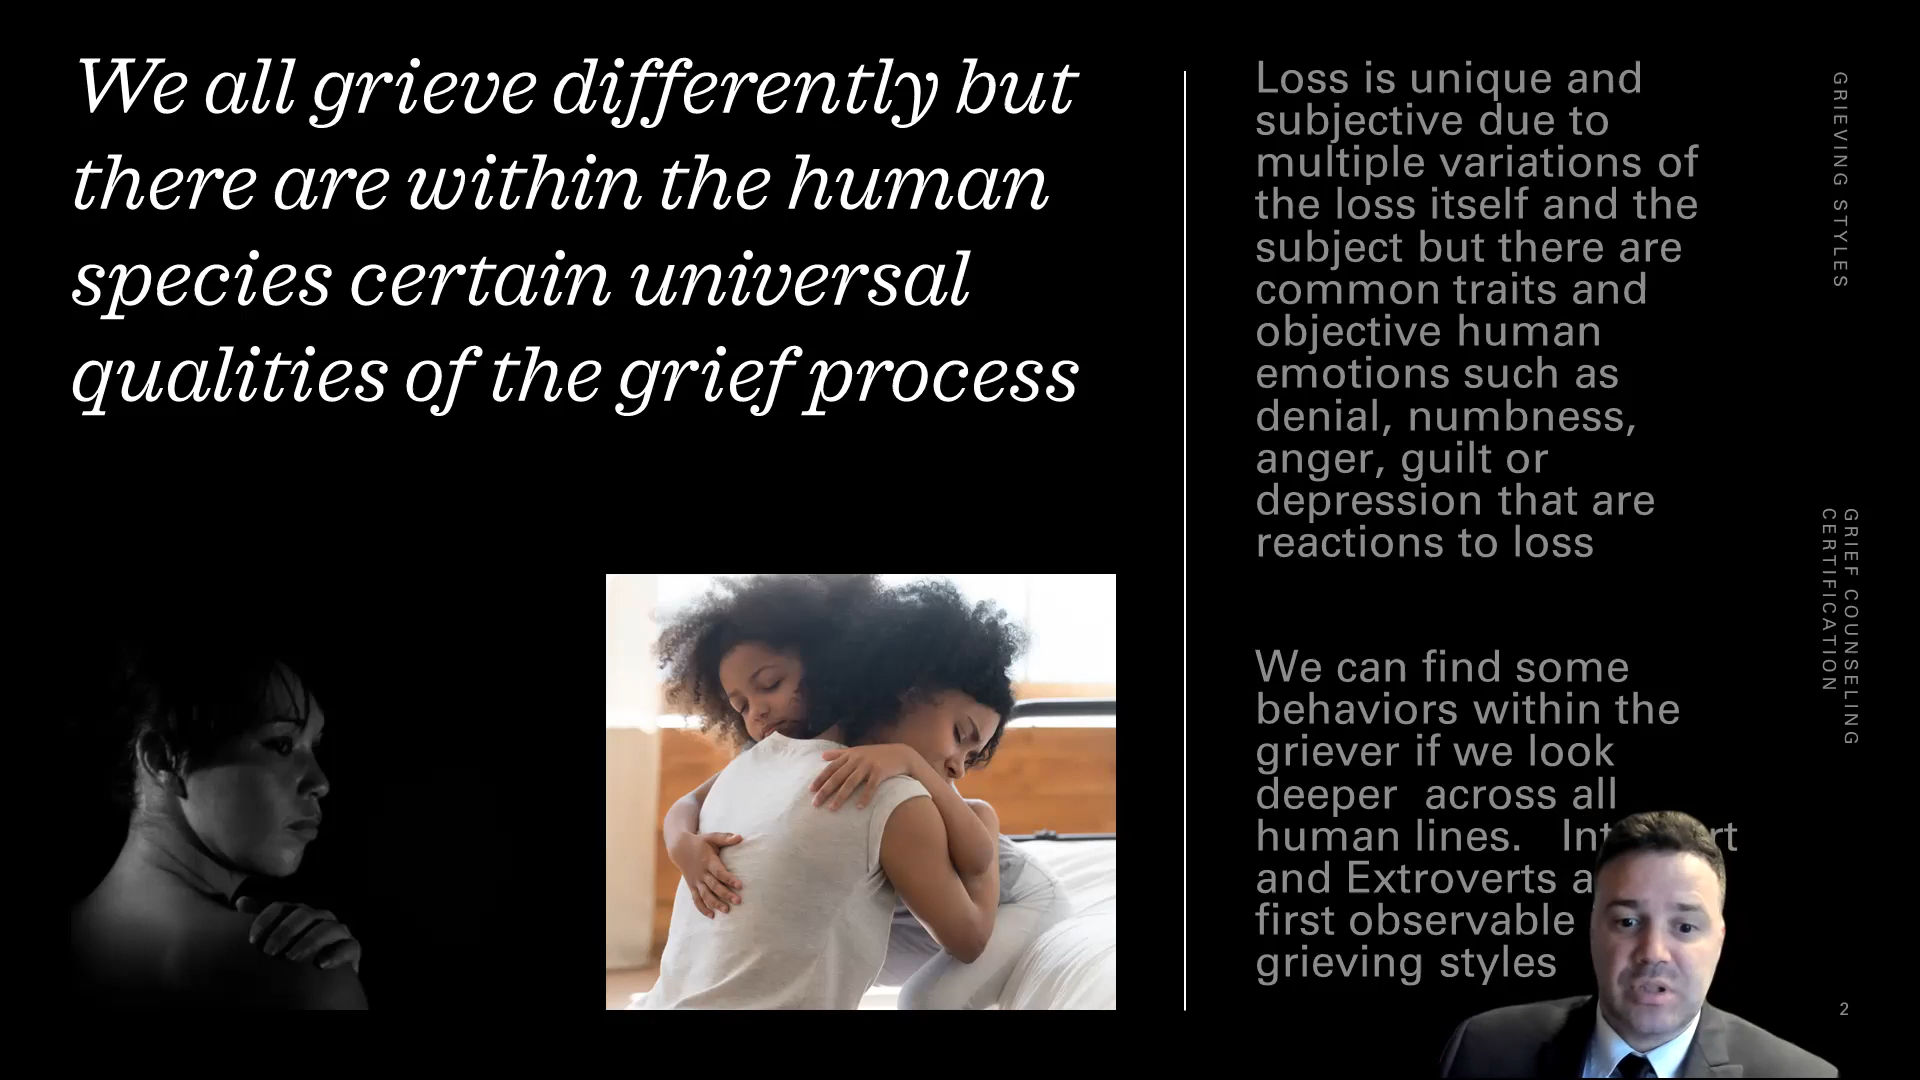 We all grieve differently but
there are within the human
species certain universal
qualities of the grief process
Loss is unique and
subjective due to
multiple variations of
the loss itself and the
subject but there are
common traits and
objective human
emotions such as
denial, numbness,
anger, guilt or
depression that are
reactions to loss
We can find some
behaviors within the
griever if we look
deeper  across all
human lines.
and Extroverts
first observable
grieving styles
GRIEVING STYLES
GRIEF COUNSELING
CERTIFICATION
2